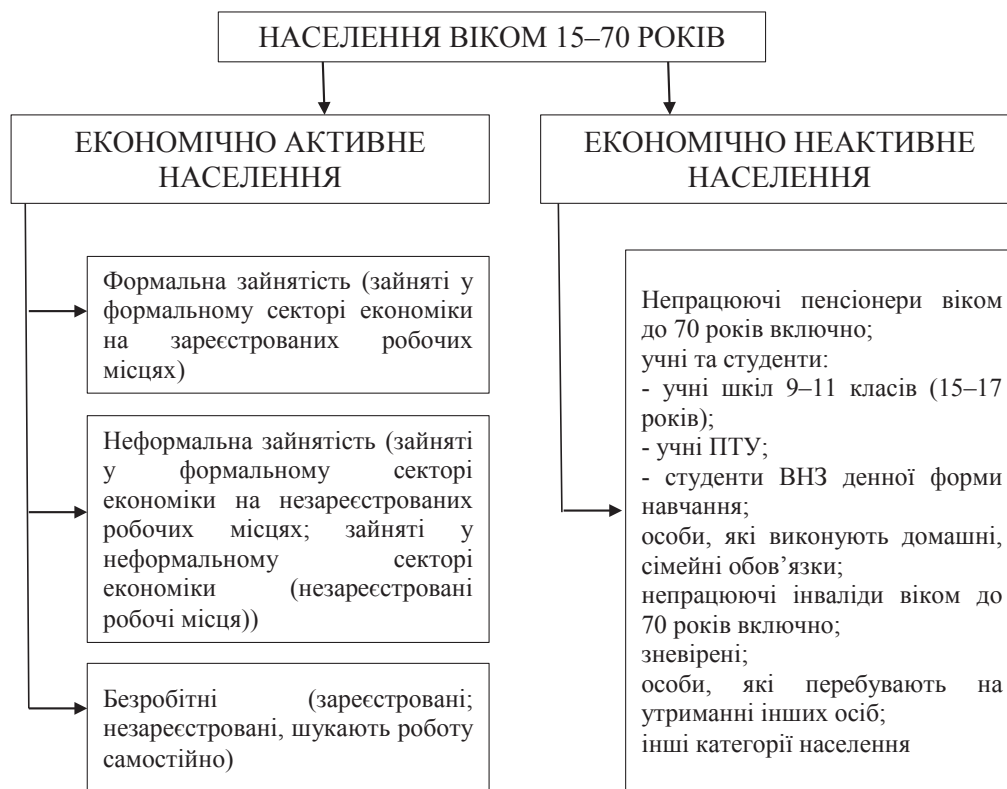 НАСЕЛЕННЯ ВІКОМ 15–70 РОКІВ
ЕКОНОМІЧНО АКТИВНЕ
НАСЕЛЕННЯ
Формальна зайнятість (зайняті у
формальному секторі економіки
на зареєстрованих робочих
місцях)
Неформальна зайнятість (зайняті
у формальному секторі
економіки на незареєстрованих
робочих місцях; зайняті у
неформальному секторі
економіки (незареєстровані
робочі місця))
Безробітні (зареєстровані;
незареєстровані, шукають роботу
самостійно)
ЕКОНОМІЧНО НЕАКТИВНЕ
НАСЕЛЕННЯ
Непрацюючі пенсіонери віком
до 70 років включно;
учні та студенти:
- учні шкіл 9–11 класів (15–17
років);
- учні ПТУ;
- студенти ВНЗ денної форми
навчання;
особи, які виконують домашні,
сімейні обов’язки;
непрацюючі інваліди віком до
70 років включно;
зневірені;
особи, які перебувають на
утриманні інших осіб;
інші категорії населення